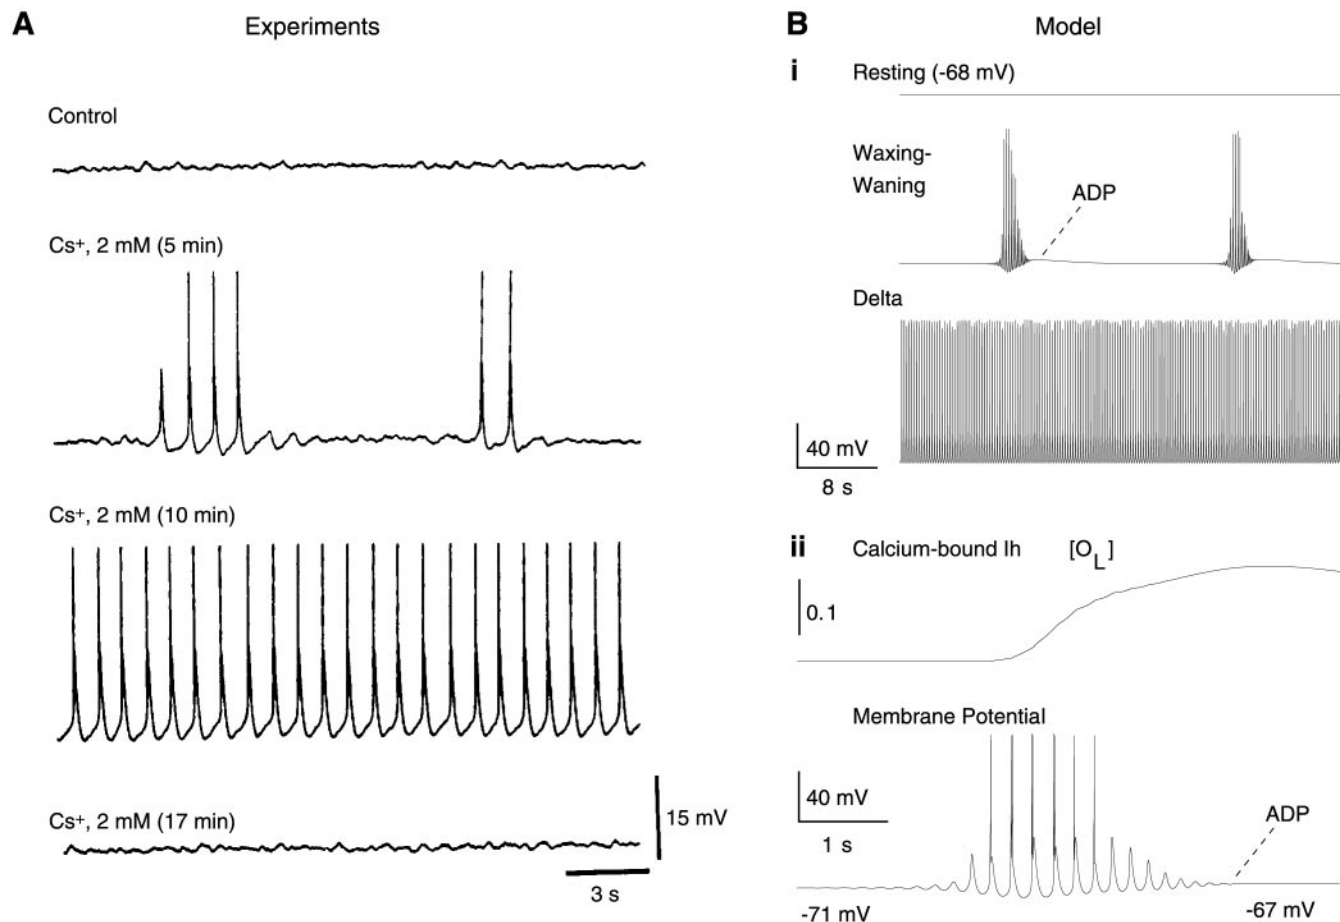 A
Experiments
Control
Cs⁺, 2 mM (5 min)
Cs⁺, 2 mM (10 min)
Cs⁺, 2 mM (17 min)
15 mV
3 s
B
Model
i
Resting (-68 mV)
Waxing-
Waning
ADP
Delta
40 mV
8 s
ii
Calcium-bound Ih [O_L]
0.1
Membrane Potential
40 mV
1 s
ADP
-71 mV
-67 mV